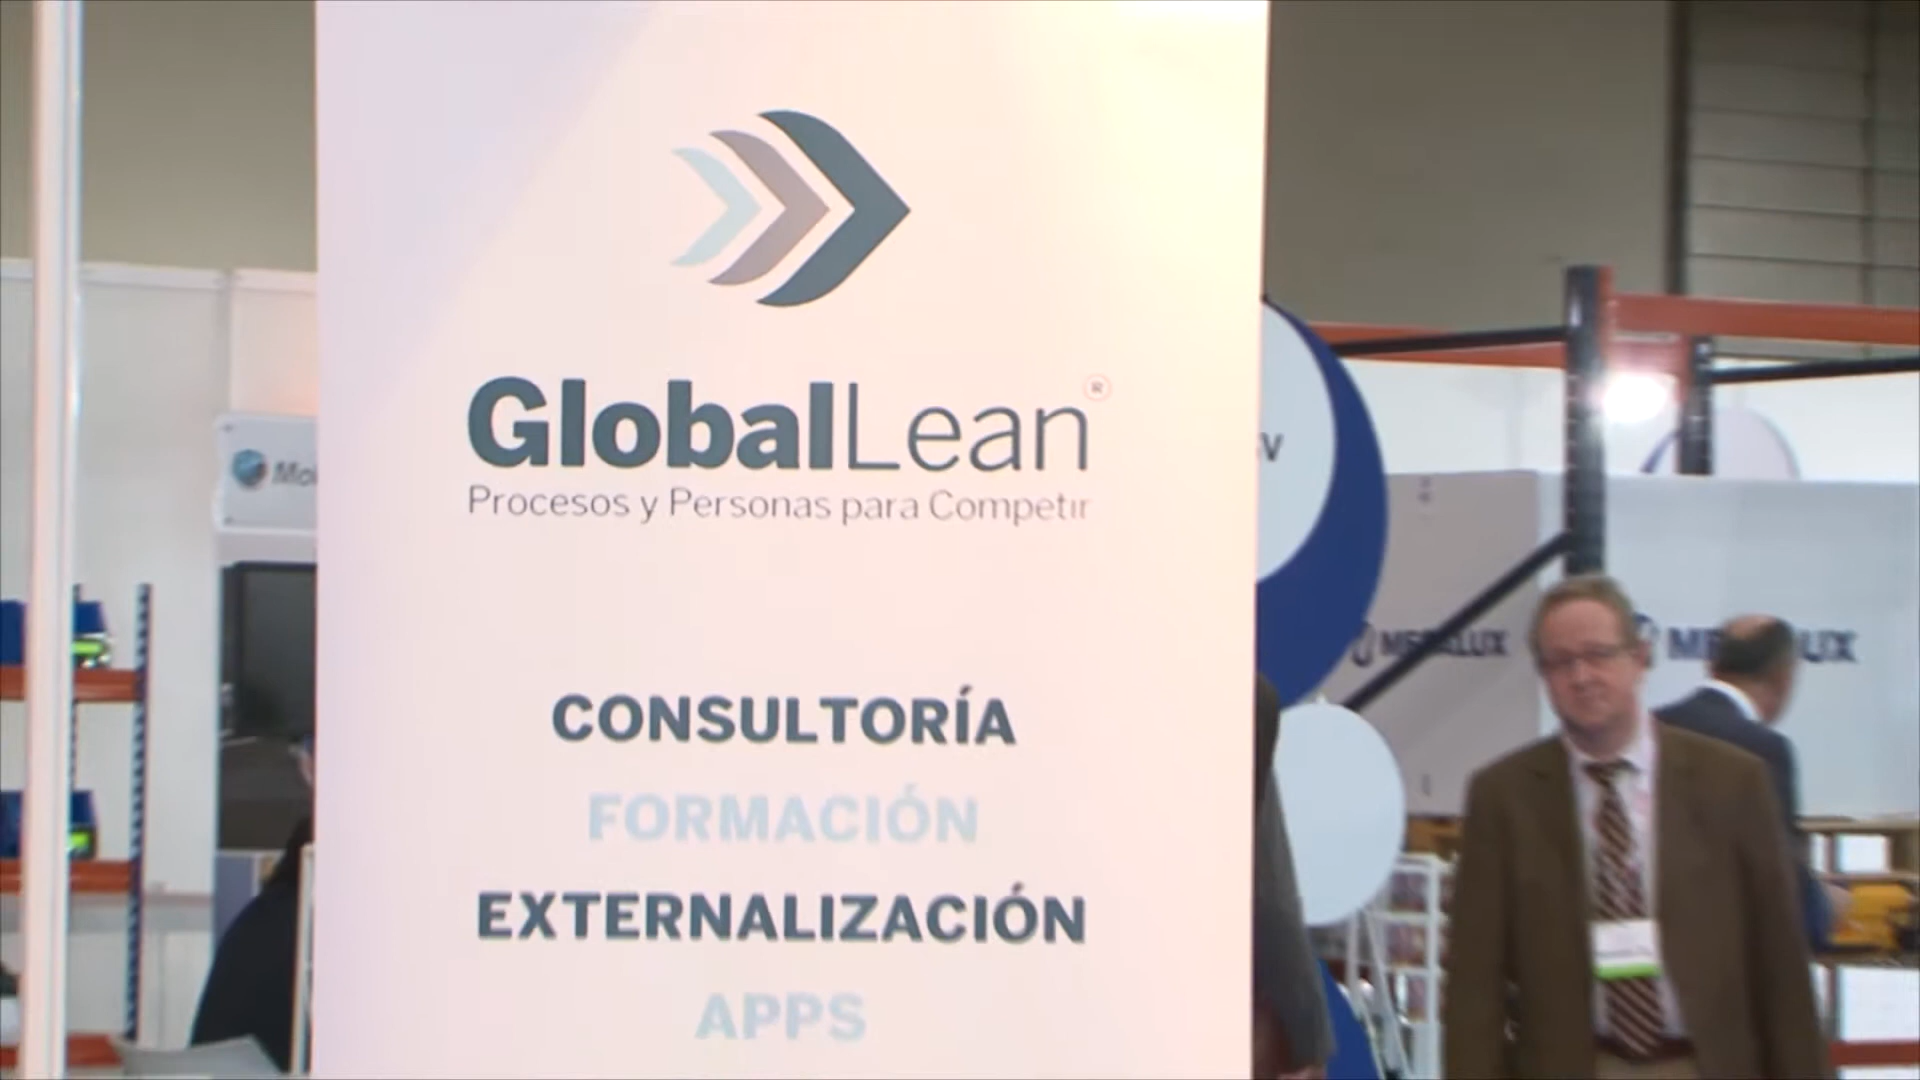 GlobalLean®
Procesos y Personas para Competir
CONSULTORÍA
FORMACIÓN
EXTERNALIZACIÓN
APPS